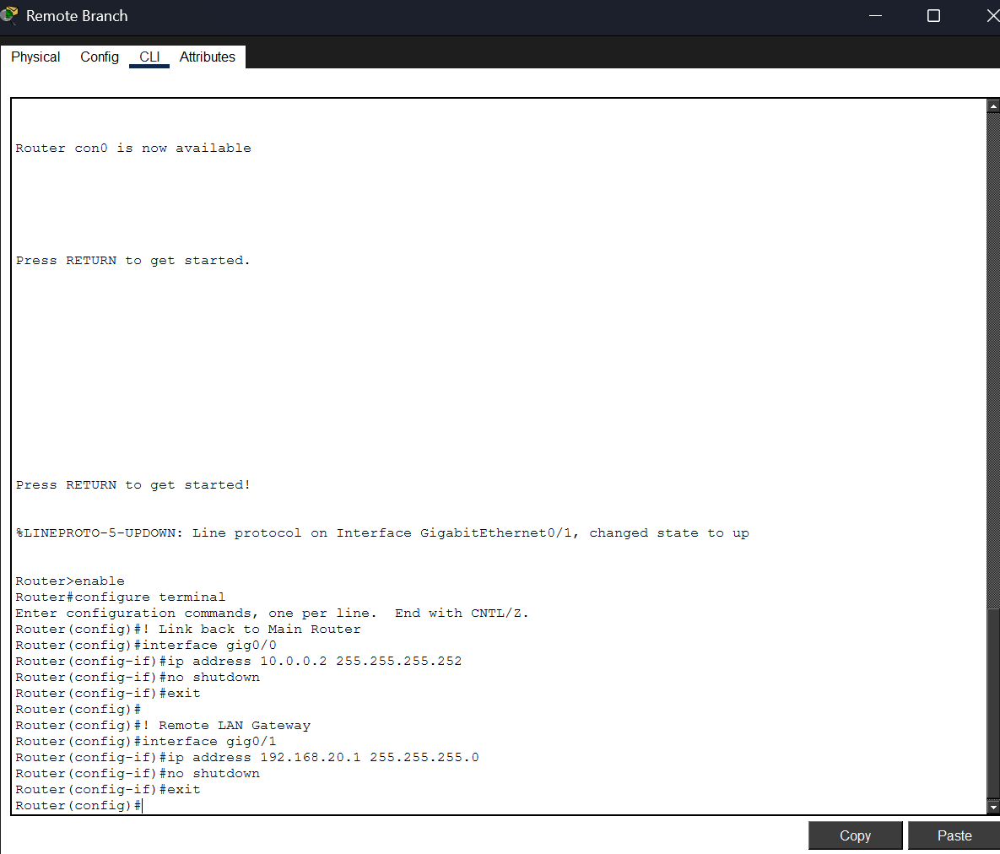 Remote Branch
Physical Config CLI Attributes
Router con0 is now available
Press RETURN to get started.
Press RETURN to get started!
%LINEPROTO-5-UPDOWN: Line protocol on Interface GigabitEthernet0/1, changed state to up
Router>enable
Router#configure terminal
Enter configuration commands, one per line.  End with CNTL/Z.
Router(config)#! Link back to Main Router
Router(config)#interface gig0/0
Router(config-if)#ip address 10.0.0.2 255.255.255.252
Router(config-if)#no shutdown
Router(config-if)#exit
Router(config)#
Router(config)#! Remote LAN Gateway
Router(config)#interface gig0/1
Router(config-if)#ip address 192.168.20.1 255.255.255.0
Router(config-if)#no shutdown
Router(config-if)#exit
Router(config)#
Copy Paste